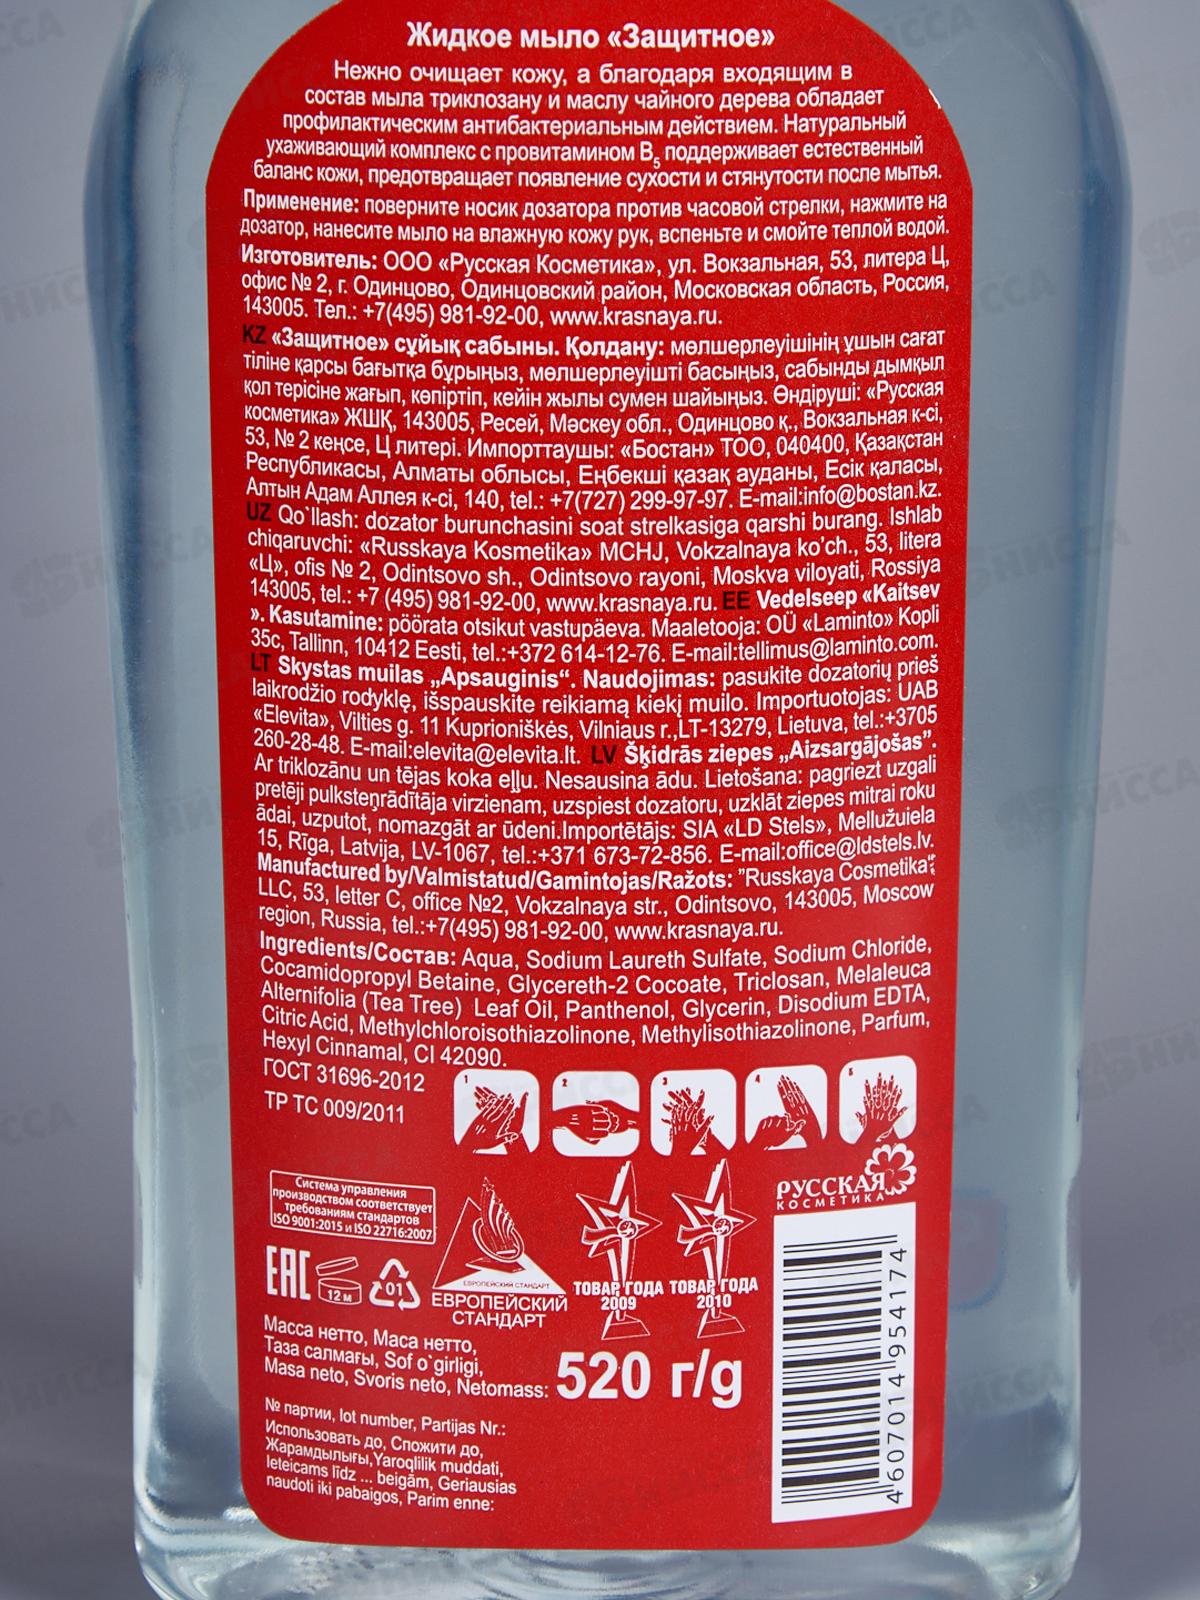 Жидкое мыло «Защитное»
Нежно очищает кожу, а благодаря входящим в
состав мыла триклозану и маслу чайного дерева обладает
профилактическим антибактериальным действием. Натуральный
ухаживающий комплекс с провитамином B5 поддерживает естественный
баланс кожи, предотвращает появление сухости и стянутости после мытья.
Применение: поверните носик дозатора против часовой стрелки, нажмите на
дозатор, нанесите мыло на влажную кожу рук, вспеньте и смойте теплой водой.
Изготовитель: ООО «Русская Косметика», ул. Вокзальная, 53, литера Ц,
офис № 2, г. Одинцово, Одинцовский район, Московская область, Россия,
143005. Тел.: +7(495) 981-92-00, www.krasnaya.ru.
KZ «Защитное» сұйық сабыны. Қолдану: мөлшерлеуішінің ұшын сағат
тіліне қарсы бағытқа бұрыңыз, мөлшерлеуішті басыңыз, сабынды дымқыл
қол терісіне жағып, көпіртіп, кейін жылы сумен шайыңыз. Өндіруші: «Русская
косметика» ЖШҚ, 143005, Ресей, Мәскеу обл., Одинцово қ., Вокзальная к-сі,
53, № 2 кеңсе, Ц литері. Импорттаушы: «Бостан» ТОО, 040400, Қазақстан
Республикасы, Алматы облысы, Еңбекші қазақ ауданы, Есік қаласы,
Алтын Адам Аллея к-сі, 140, tel.: +7(727) 299-97-97. E-mail:info@bostan.kz.
UZ Qo`llash: dozator burunchasini soat strelkasiga qarshi burang. Ishlab
chiqaruvchi: «Russkaya Kosmetika» MCHJ, Vokzalnaya ko’ch., 53, litera
«Ц», ofis № 2, Odintsovo sh., Odintsovo rayoni, Moskva viloyati, Rossiya
143005, tel.: +7 (495) 981-92-00, www.krasnaya.ru. EE Vedelseep «Kaitsev
». Kasutamine: pöörata otsikut vastupäeva. Maaletooja: OÜ «Laminto» Kopli
35c, Tallinn, 10412 Eesti, tel.:+372 614-12-76. E-mail:tellimus@laminto.com.
LT Skystas muilas „Apsauginis“. Naudojimas: pasukite dozatorių prieš
laikrodžio rodyklę, išspauskite reikiamą kiekį muilo. Importuotojas: UAB
«Elevita», Vilties g. 11 Kuprioniškės, Vilniaus r.,LT-13279, Lietuva, tel.:+3705
260-28-48. E-mail:elevita@elevita.lt. LV Šķidrās ziepes „Aizsargājošas”.
Ar triklozānu un tējas koka eļļu. Nesausina ādu. Lietošana: pagriezt uzgali
pretēji pulksteņrādītāja virzienam, uzspiest dozatoru, uzklāt ziepes mitrai roku
ādai, uzputot, nomazgāt ar ūdeni.Importētājs: SIA «LD Stels», Mellužuiela
15, Rīga, Latvija, LV-1067, tel.:+371 673-72-856. E-mail:office@ldstels.lv.
Manufactured by/Valmistatud/Gamintojas/Ražots: "Russkaya Cosmetika"
LLC, 53, letter C, office №2, Vokzalnaya str., Odintsovo, 143005, Moscow
region, Russia, tel.:+7(495) 981-92-00, www.krasnaya.ru.
Ingredients/Состав: Aqua, Sodium Laureth Sulfate, Sodium Chloride,
Cocamidopropyl Betaine, Glycereth-2 Cocoate, Triclosan, Melaleuca
Alternifolia (Tea Tree) Leaf Oil, Panthenol, Glycerin, Disodium EDTA,
Citric Acid, Methylchloroisothiazolinone, Methylisothiazolinone, Parfum,
Hexyl Cinnamal, CI 42090.
ГОСТ 31696-2012
ТР ТС 009/2011
1 2 3 4 5
РУССКАЯ
КОСМЕТИКА
Система управления
производством соответствует
требованиям стандартов
ISO 9001:2015 и ISO 22716:2007
EAC
12 м
01
ЕВРОПЕЙСКИЙ СТАНДАРТ
ЕВРОПЕЙСКИЙ
СТАНДАРТ
ТОВАР ГОДА
2009
ТОВАР ГОДА
2010
Масса нетто, Маса нетто,
Таза салмағы, Sof o`girligi,
Masa neto, Svoris neto, Netomass: 520 г/g
№ партии, lot number, Partijas Nr.:
Использовать до, Спожити до,
Жарамдылығы,Yaroqlilik muddati,
Ieteicams līdz ... beigām, Geriausias
naudoti iki pabaigos, Parim enne:
4607014954174